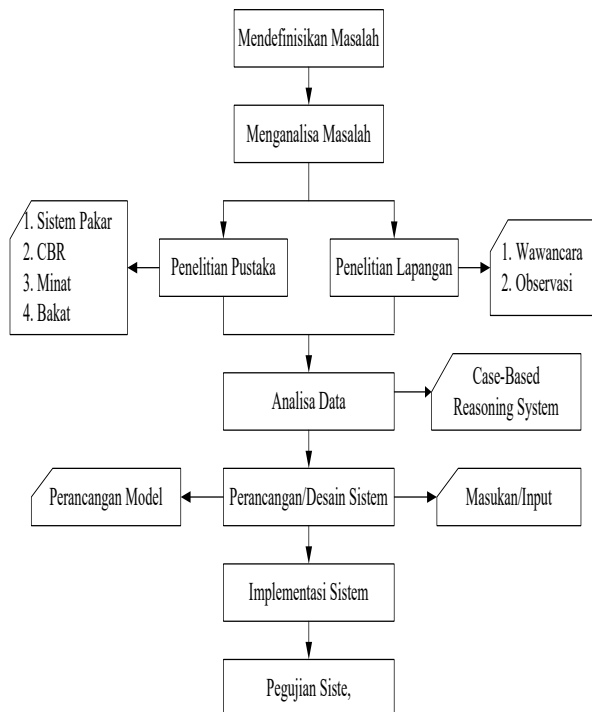 Mendefinisikan Masalah
Menganalisa Masalah
1. Sistem Pakar
2. CBR
3. Minat
4. Bakat
Penelitian Pustaka
Penelitian Lapangan
1. Wawancara
2. Observasi
Analisa Data
Case-Based
Reasoning System
Perancangan Model
Perancangan/Desain Sistem
Masukan/Input
Implementasi Sistem
Pegujian Siste,